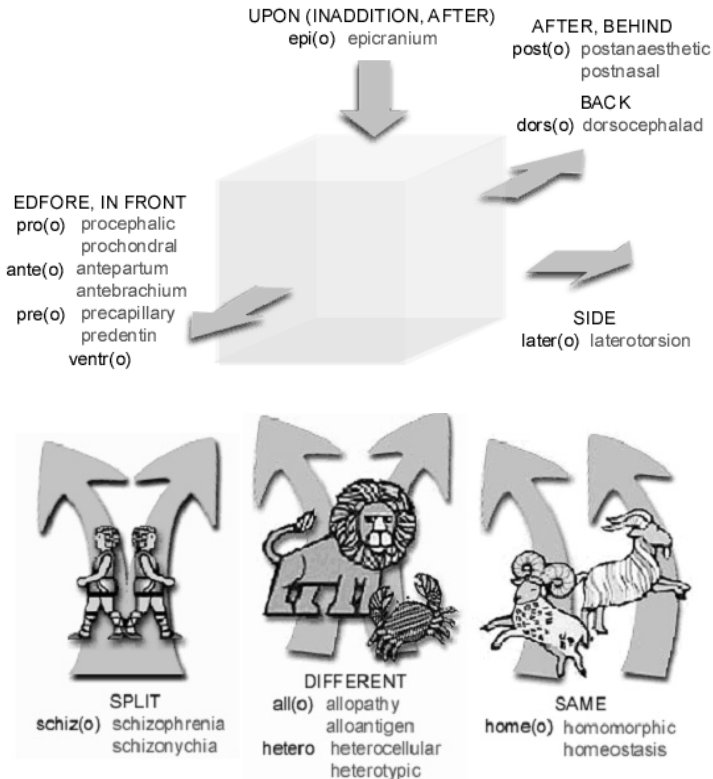 UPON (INADDITION, AFTER)
epi(o) epicranium
AFTER, BEHIND
post(o) postanaesthetic
postnasal
BACK
dors(o) dorsocephalad
EDFORE, IN FRONT
pro(o) procephalic
prochondral
ante(o) antepartum
antebrachium
pre(o) precapillary
predentin
ventr(o)
SIDE
later(o) laterotorsion
SPLIT
schiz(o) schizophrenia
schizonychia
DIFFERENT
all(o) allopathy
alloantigen
hetero heterocellular
heterotypic
SAME
home(o) homomorphic
homeostasis